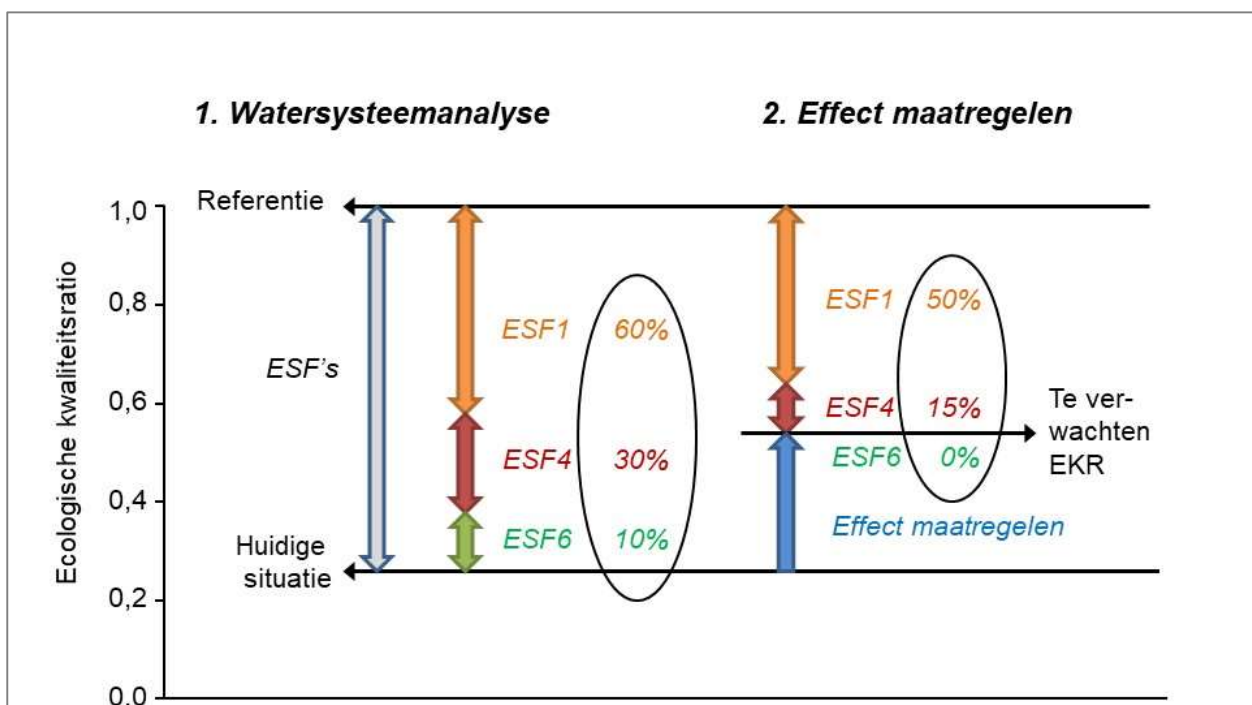 1. Watersysteemanalyse
2. Effect maatregelen
Referentie
1,0
0,8
0,6
0,4
0,2
0,0
Ecologische kwaliteitsratio
ESF's
Huidige
situatie
ESF1 60%
ESF4 30%
ESF6 10%
ESF1 50%
ESF4 15%
ESF6 0%
Effect maatregelen
Te ver-
wachten
EKR